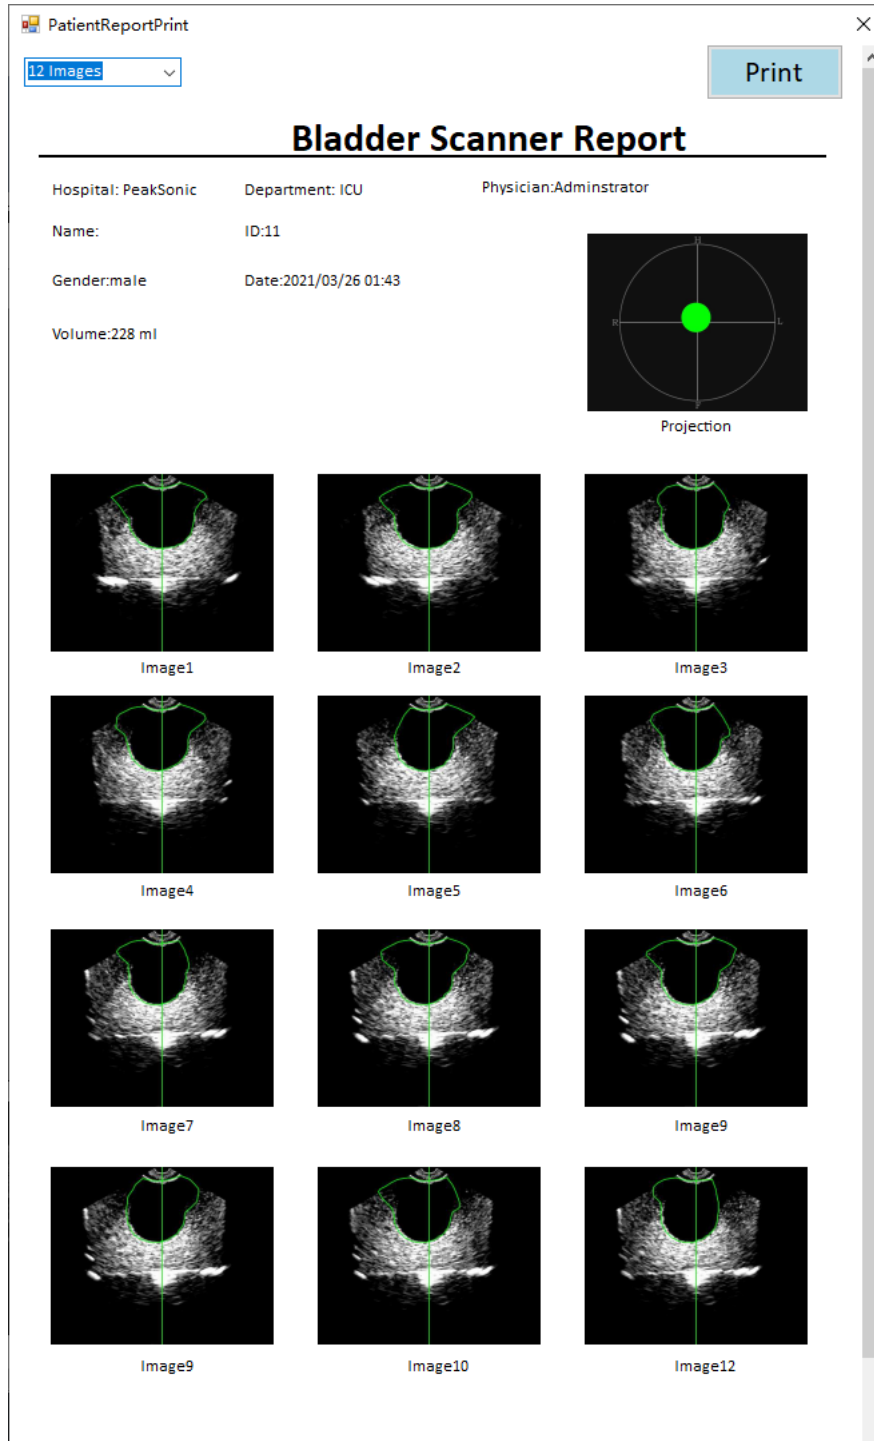 PatientReportPrint
12 Images
Print
Bladder Scanner Report
Hospital: PeakSonic Department: ICU Physician:Adminstrator
Name: ID:11
Gender:male Date:2021/03/26 01:43
Volume:228 ml
H
R L
P
Projection
Image1 Image2 Image3
Image4 Image5 Image6
Image7 Image8 Image9
Image9 Image10 Image12